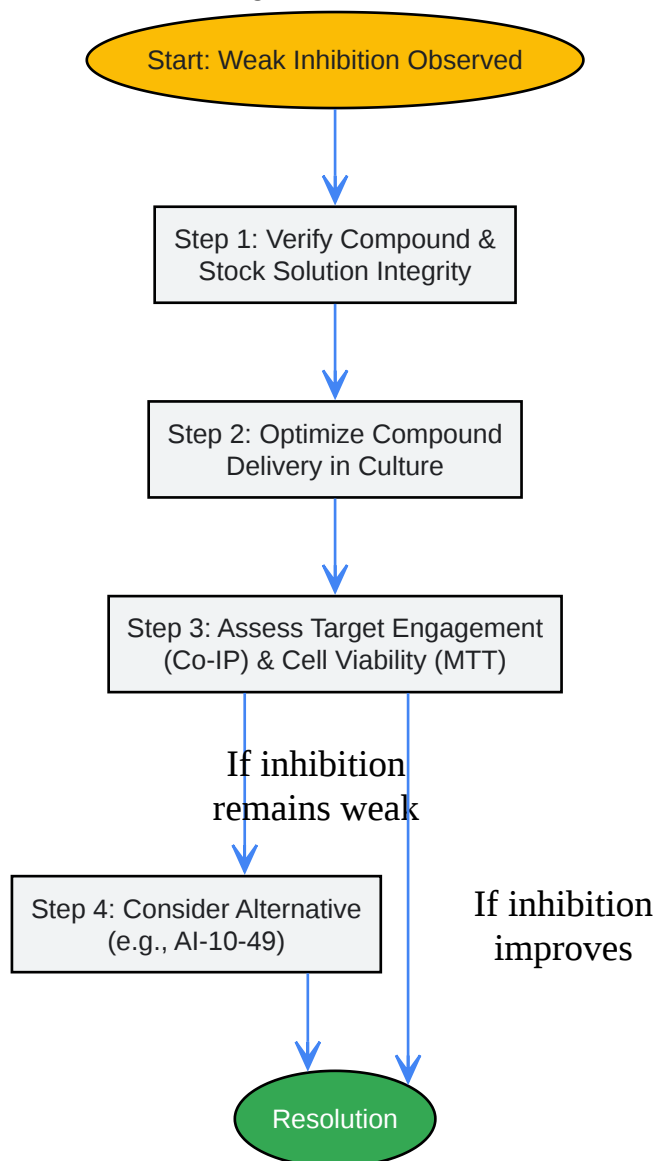 Start: Weak Inhibition Observed
Step 1: Verify Compound &
Stock Solution Integrity
Step 2: Optimize Compound
Delivery in Culture
Step 3: Assess Target Engagement
(Co-IP) & Cell Viability (MTT)
If inhibition
remains weak
Step 4: Consider Alternative
(e.g., AI-10-49)
If inhibition
improves
Resolution